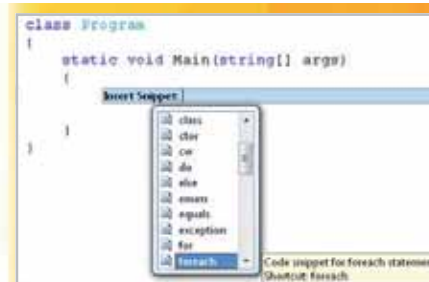 class Program
{
static void Main(string[] args)
{
Insert Snippet:
class
ctor
cw
do
else
enum
equals
exception
for
foreach
Code snippet for foreach statement
Shortcut: foreach
}
}